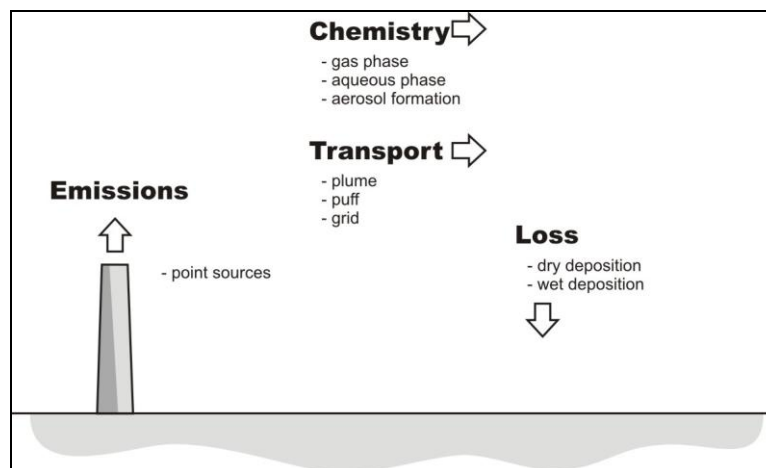 Chemistry
- gas phase
- aqueous phase
- aerosol formation
Transport
- plume
- puff
- grid
Emissions
- point sources
Loss
- dry deposition
- wet deposition